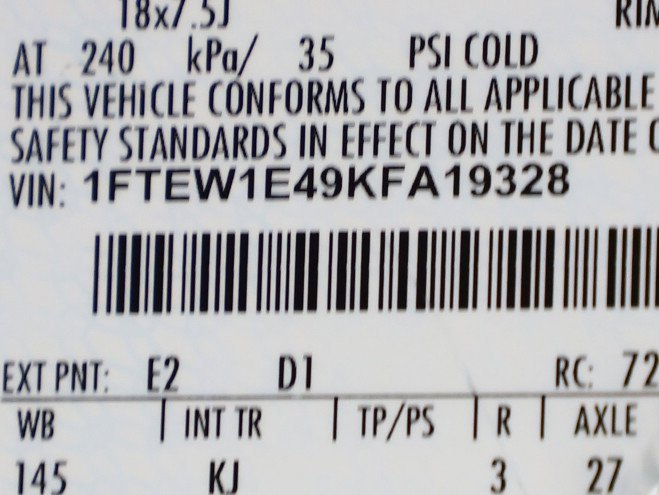 18x7.5J RIM
AT 240 kPa/ 35 PSI COLD
THIS VEHICLE CONFORMS TO ALL APPLICABLE
SAFETY STANDARDS IN EFFECT ON THE DATE
VIN: 1FTEW1E49KFA19328
EXT PNT: E2 D1 RC: 72
WB | INT TR | TP/PS | R | AXLE
145 KJ 3 27